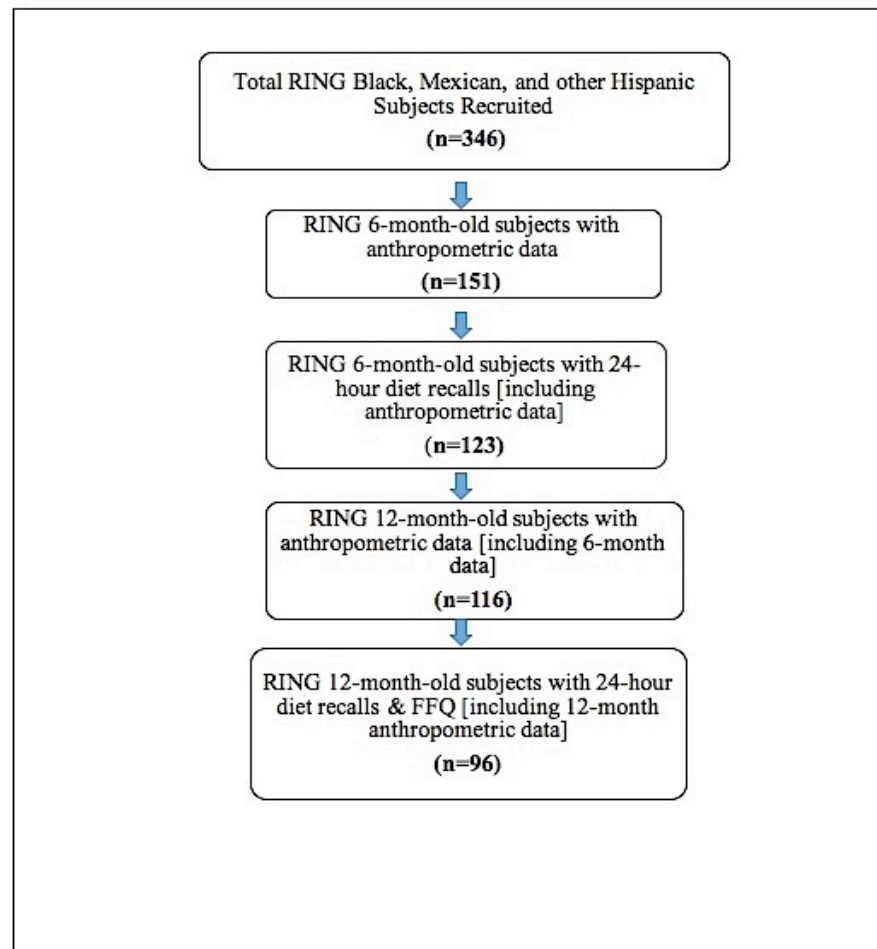 Total RING Black, Mexican, and other Hispanic
Subjects Recruited
(n=346)
RING 6-month-old subjects with
anthropometric data
(n=151)
RING 6-month-old subjects with 24-
hour diet recalls [including
anthropometric data]
(n=123)
RING 12-month-old subjects with
anthropometric data [including 6-month
data]
(n=116)
RING 12-month-old subjects with 24-hour
diet recalls & FFQ [including 12-month
anthropometric data]
(n=96)